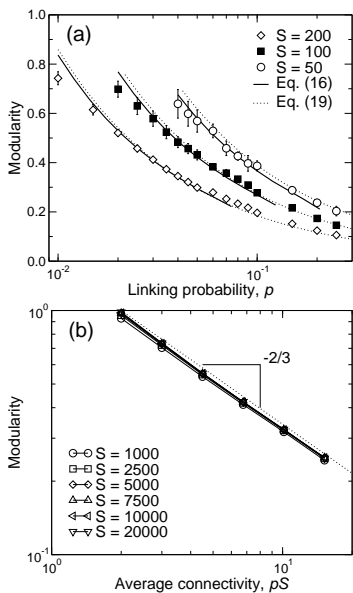 (a)
S = 200
S = 100
S = 50
Eq. (16)
Eq. (19)
1.0
0.8
0.6
0.4
0.2
0.0
Modularity
10⁻²
10⁻¹
Linking probability, p
(b)
-2/3
10⁰
10⁻¹
Modularity
S = 1000
S = 2500
S = 5000
S = 7500
S = 10000
S = 20000
10⁰
10¹
Average connectivity, pS